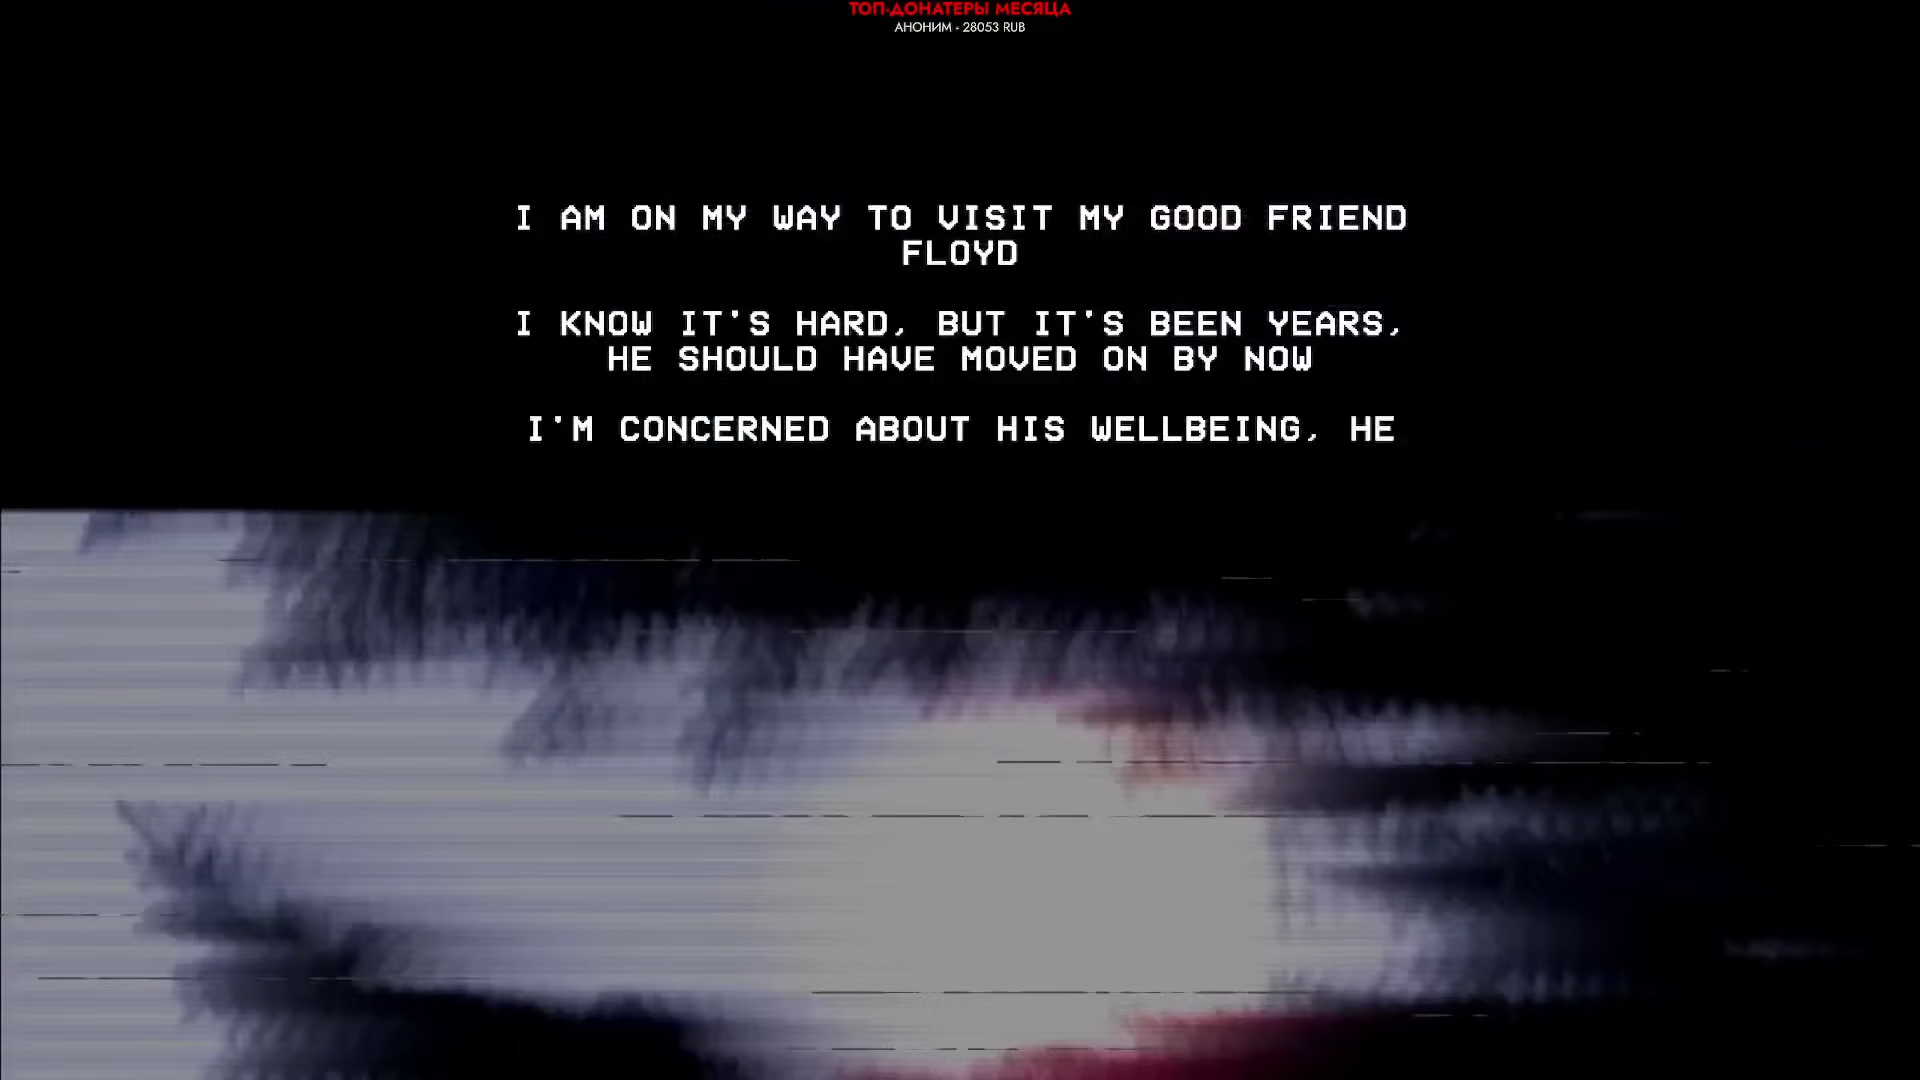 ТОП-ДОНАТЕРЫ МЕСЯЦА
АНОНИМ - 28053 RUB
I AM ON MY WAY TO VISIT MY GOOD FRIEND
FLOYD
I KNOW IT'S HARD, BUT IT'S BEEN YEARS,
HE SHOULD HAVE MOVED ON BY NOW
I'M CONCERNED ABOUT HIS WELLBEING, HE